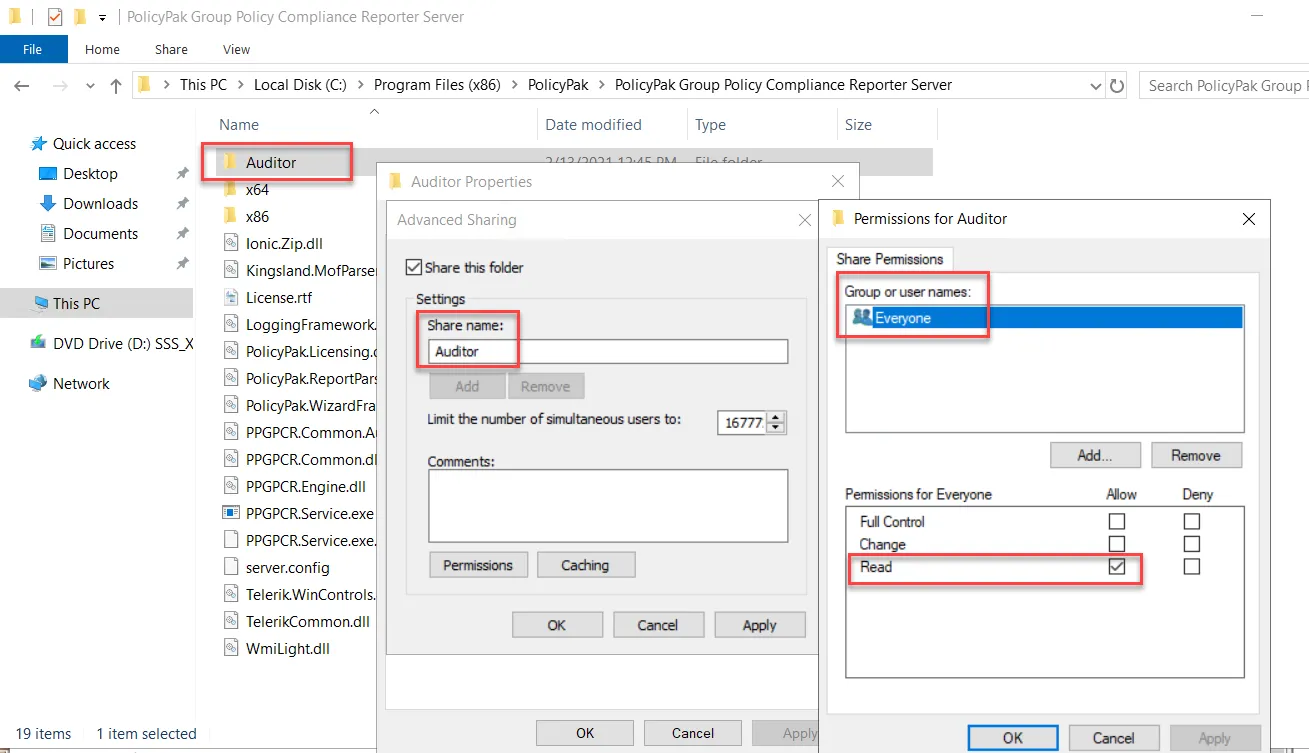 PolicyPak Group Policy Compliance Reporter Server
File Home Share View
This PC > Local Disk (C:) > Program Files (x86) > PolicyPak > PolicyPak Group Policy Compliance Reporter Server
Search PolicyPak Group
Name Date modified Type Size
Quick access
Desktop
Downloads
Documents
Pictures
This PC
DVD Drive (D:) SSS_X
Network
Auditor 2/13/2021 12:45 PM File folder
x64
x86
Ionic.Zip.dll
Kingsland.MofParser
License.rtf
LoggingFramework.
PolicyPak.Licensing.d
PolicyPak.ReportPars
PolicyPak.WizardFra
PPGPCR.Common.A
PPGPCR.Common.dl
PPGPCR.Engine.dll
PPGPCR.Service.exe
PPGPCR.Service.exe.
server.config
Telerik.WinControls.
TelerikCommon.dll
WmiLight.dll
19 items 1 item selected
Auditor Properties
Advanced Sharing
Share this folder
Settings
Share name:
Auditor
Add Remove
Limit the number of simultaneous users to: 16777
Comments:
Permissions Caching
OK Cancel Apply
OK Cancel Apply
Permissions for Auditor
Share Permissions
Group or user names:
Everyone
Add... Remove
Permissions for Everyone Allow Deny
Full Control
Change
Read
OK Cancel Apply